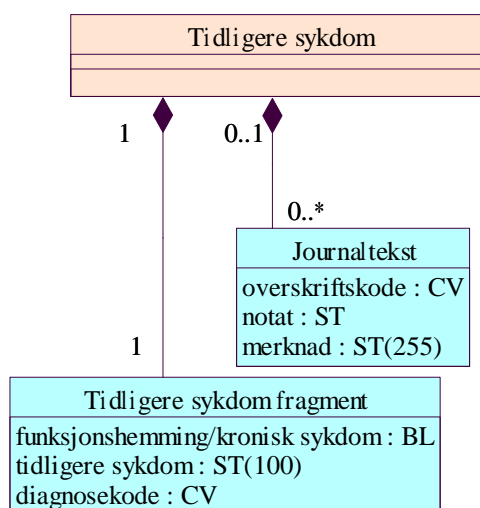 Tidligere sykdom
1
0..1
0..*
Journaltekst
overskriftskode : CV
notat : ST
merknad : ST(255)
1
Tidligere sykdom fragment
funksjonshemming/kronisk sykdom : BL
tidligere sykdom : ST(100)
diagnosekode : CV